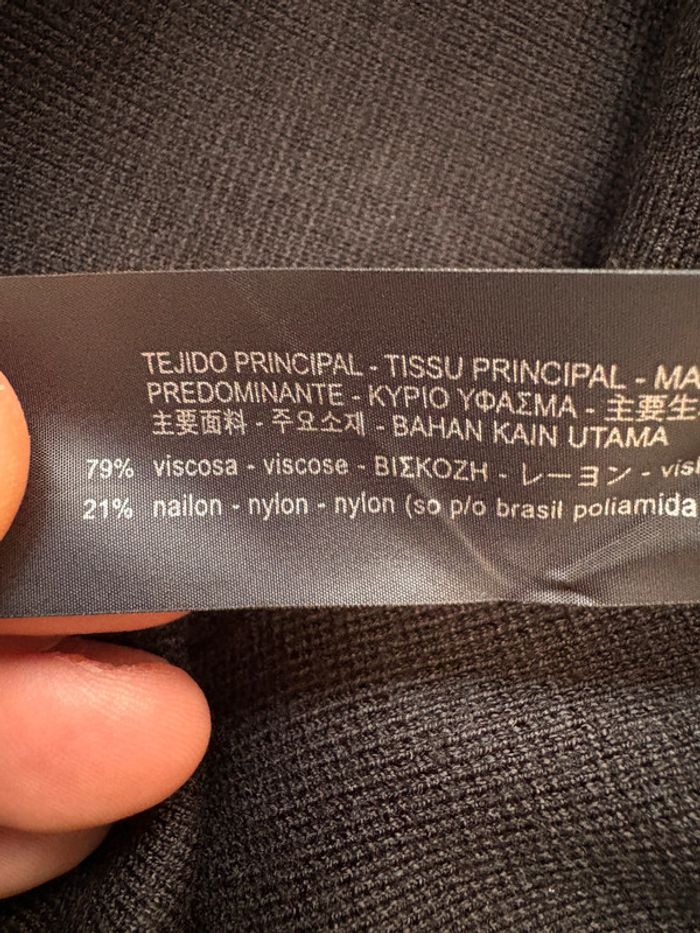 TEJIDO PRINCIPAL - TISSU PRINCIPAL - MA
PREDOMINANTE - ΚΥΡΙΟ ΥΦΑΣΜΑ - 主要生
主要面料 - 주요소재 - BAHAN KAIN UTAMA
79% viscosa - viscose - ΒΙΣΚΟΖΗ - レーヨン - vis
21% nailon - nylon - nylon (so p/o brasil poliamida